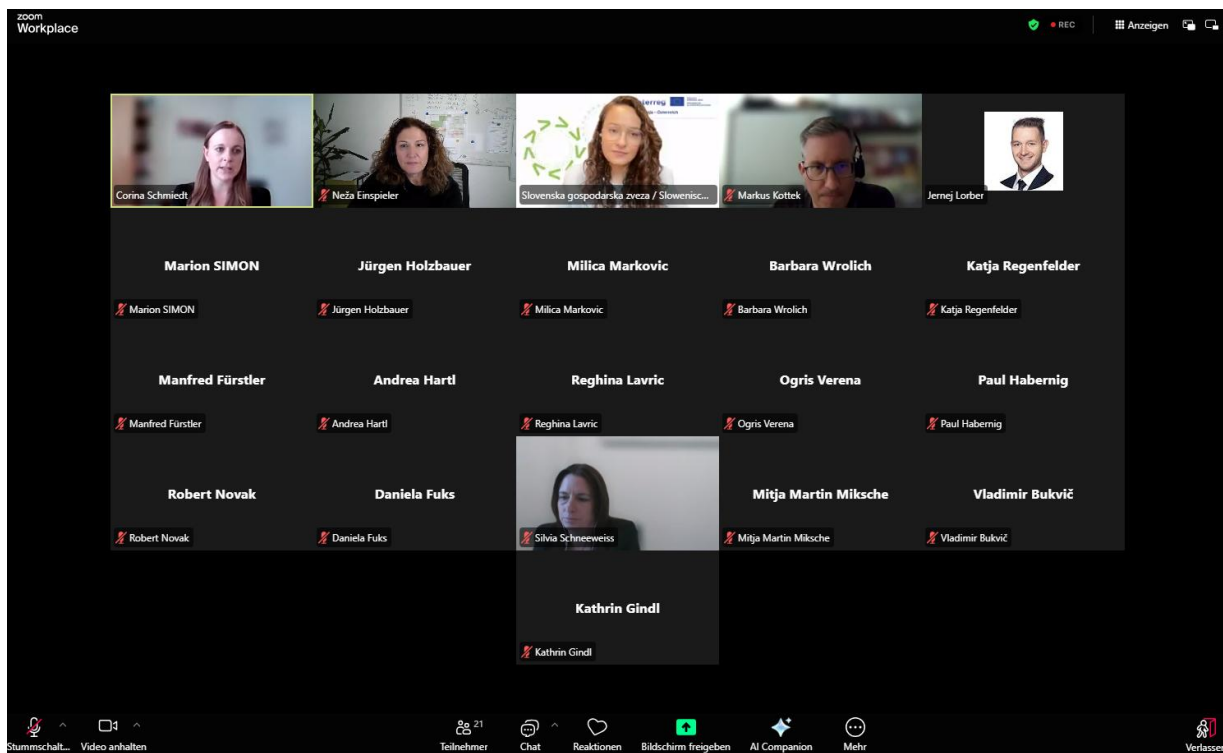 zoom
Workplace
REC
Anzeigen
interreg
Corina Schmiedt
Neža Einspieler
Slovenska gospodarska zveza / Slowenisc...
Markus Kottek
Jernej Lorber
Marion SIMON
Jürgen Holzbauer
Milica Markovic
Barbara Wrolich
Katja Regenfelder
Marion SIMON
Jürgen Holzbauer
Milica Markovic
Barbara Wrolich
Katja Regenfelder
Manfred Fürstler
Andrea Hartl
Reghina Lavric
Ogris Verena
Paul Habernig
Manfred Fürstler
Andrea Hartl
Reghina Lavric
Ogris Verena
Paul Habernig
Robert Novak
Daniela Fuks
Mitja Martin Miksche
Vladimir Bukvič
Robert Novak
Daniela Fuks
Silvia Schneeweiss
Mitja Martin Miksche
Vladimir Bukvič
Kathrin Gindl
Kathrin Gindl
21
Stummschalt...
Video anhalten
Teilnehmer
Chat
Reaktionen
Bildschirm freigeben
AI Companion
Mehr
Verlasse